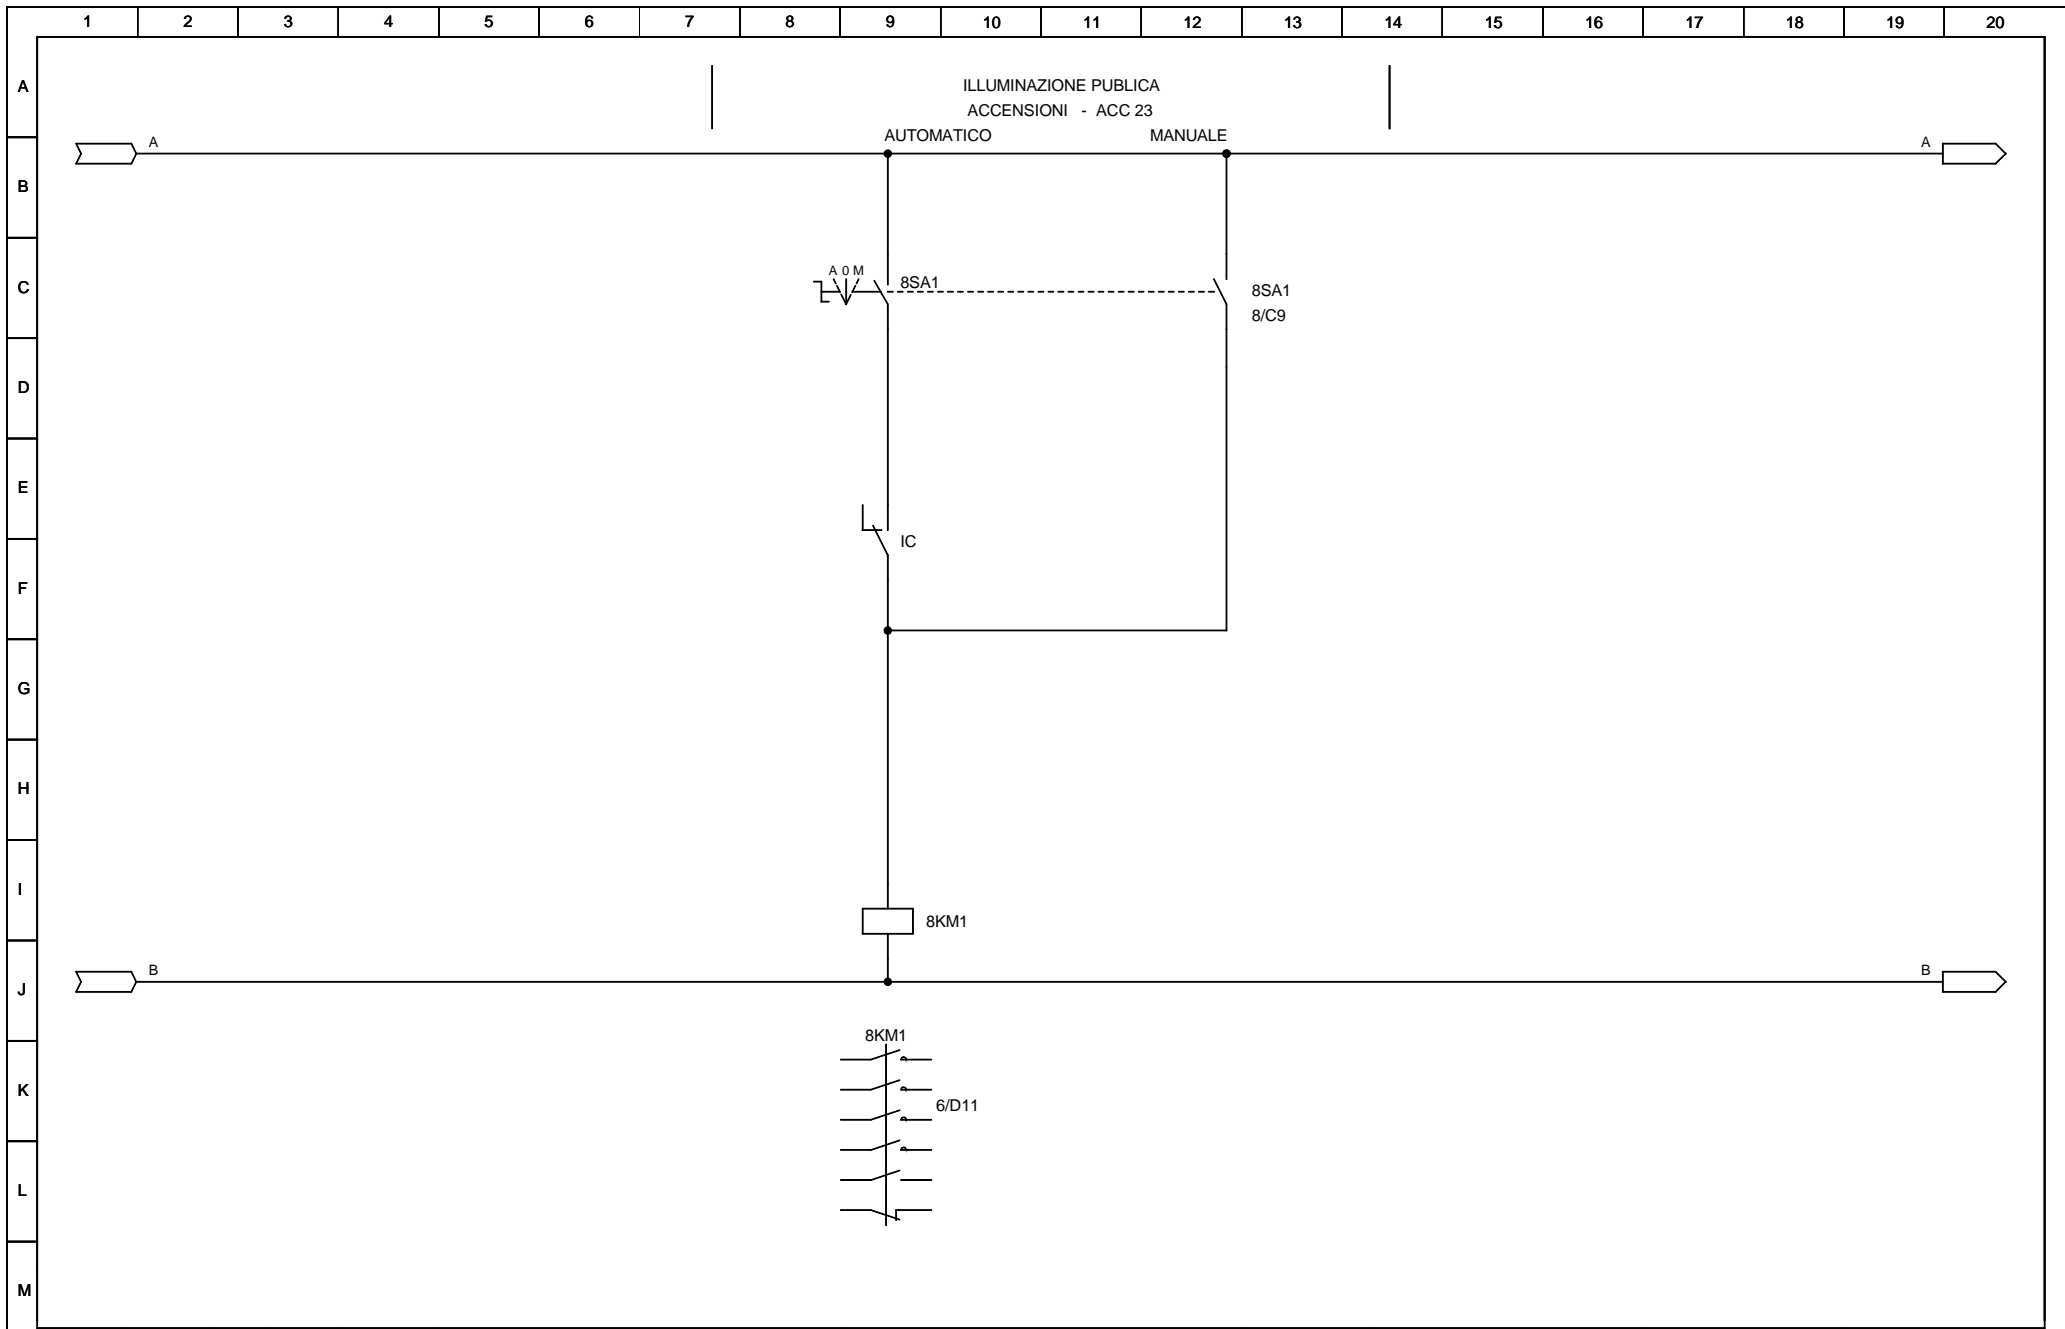 1 2 3 4 5 6 7 8 9 10 11 12 13 14 15 16 17 18 19 20
A
ILLUMINAZIONE PUBLICA
ACCENSIONI - ACC 23
AUTOMATICO MANUALE
A A
B
A 0 M
C
8SA1
8SA1
8/C9
D
E
IC
F
G
H
I
8KM1
B B
J
8KM1
K
6/D11
L
M